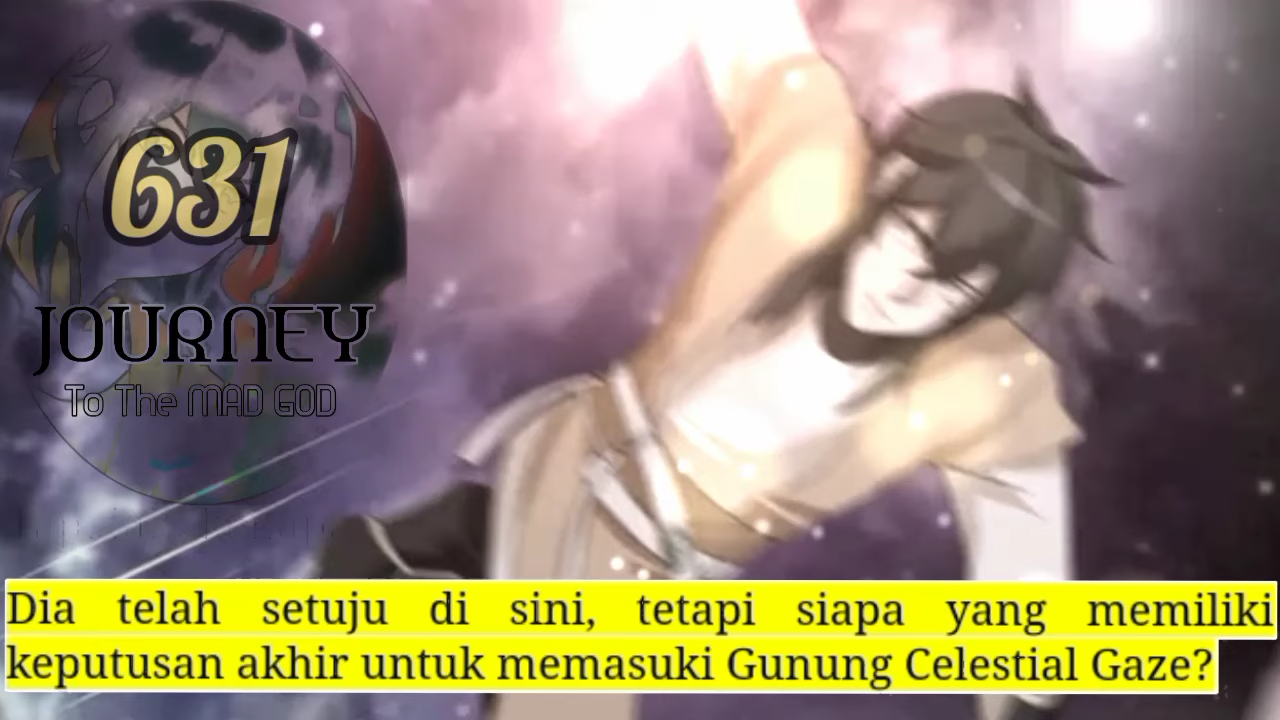 631
JOURNEY
To The MAD GOD
Dia telah setuju di sini, tetapi siapa yang memiliki
keputusan akhir untuk memasuki Gunung Celestial Gaze?